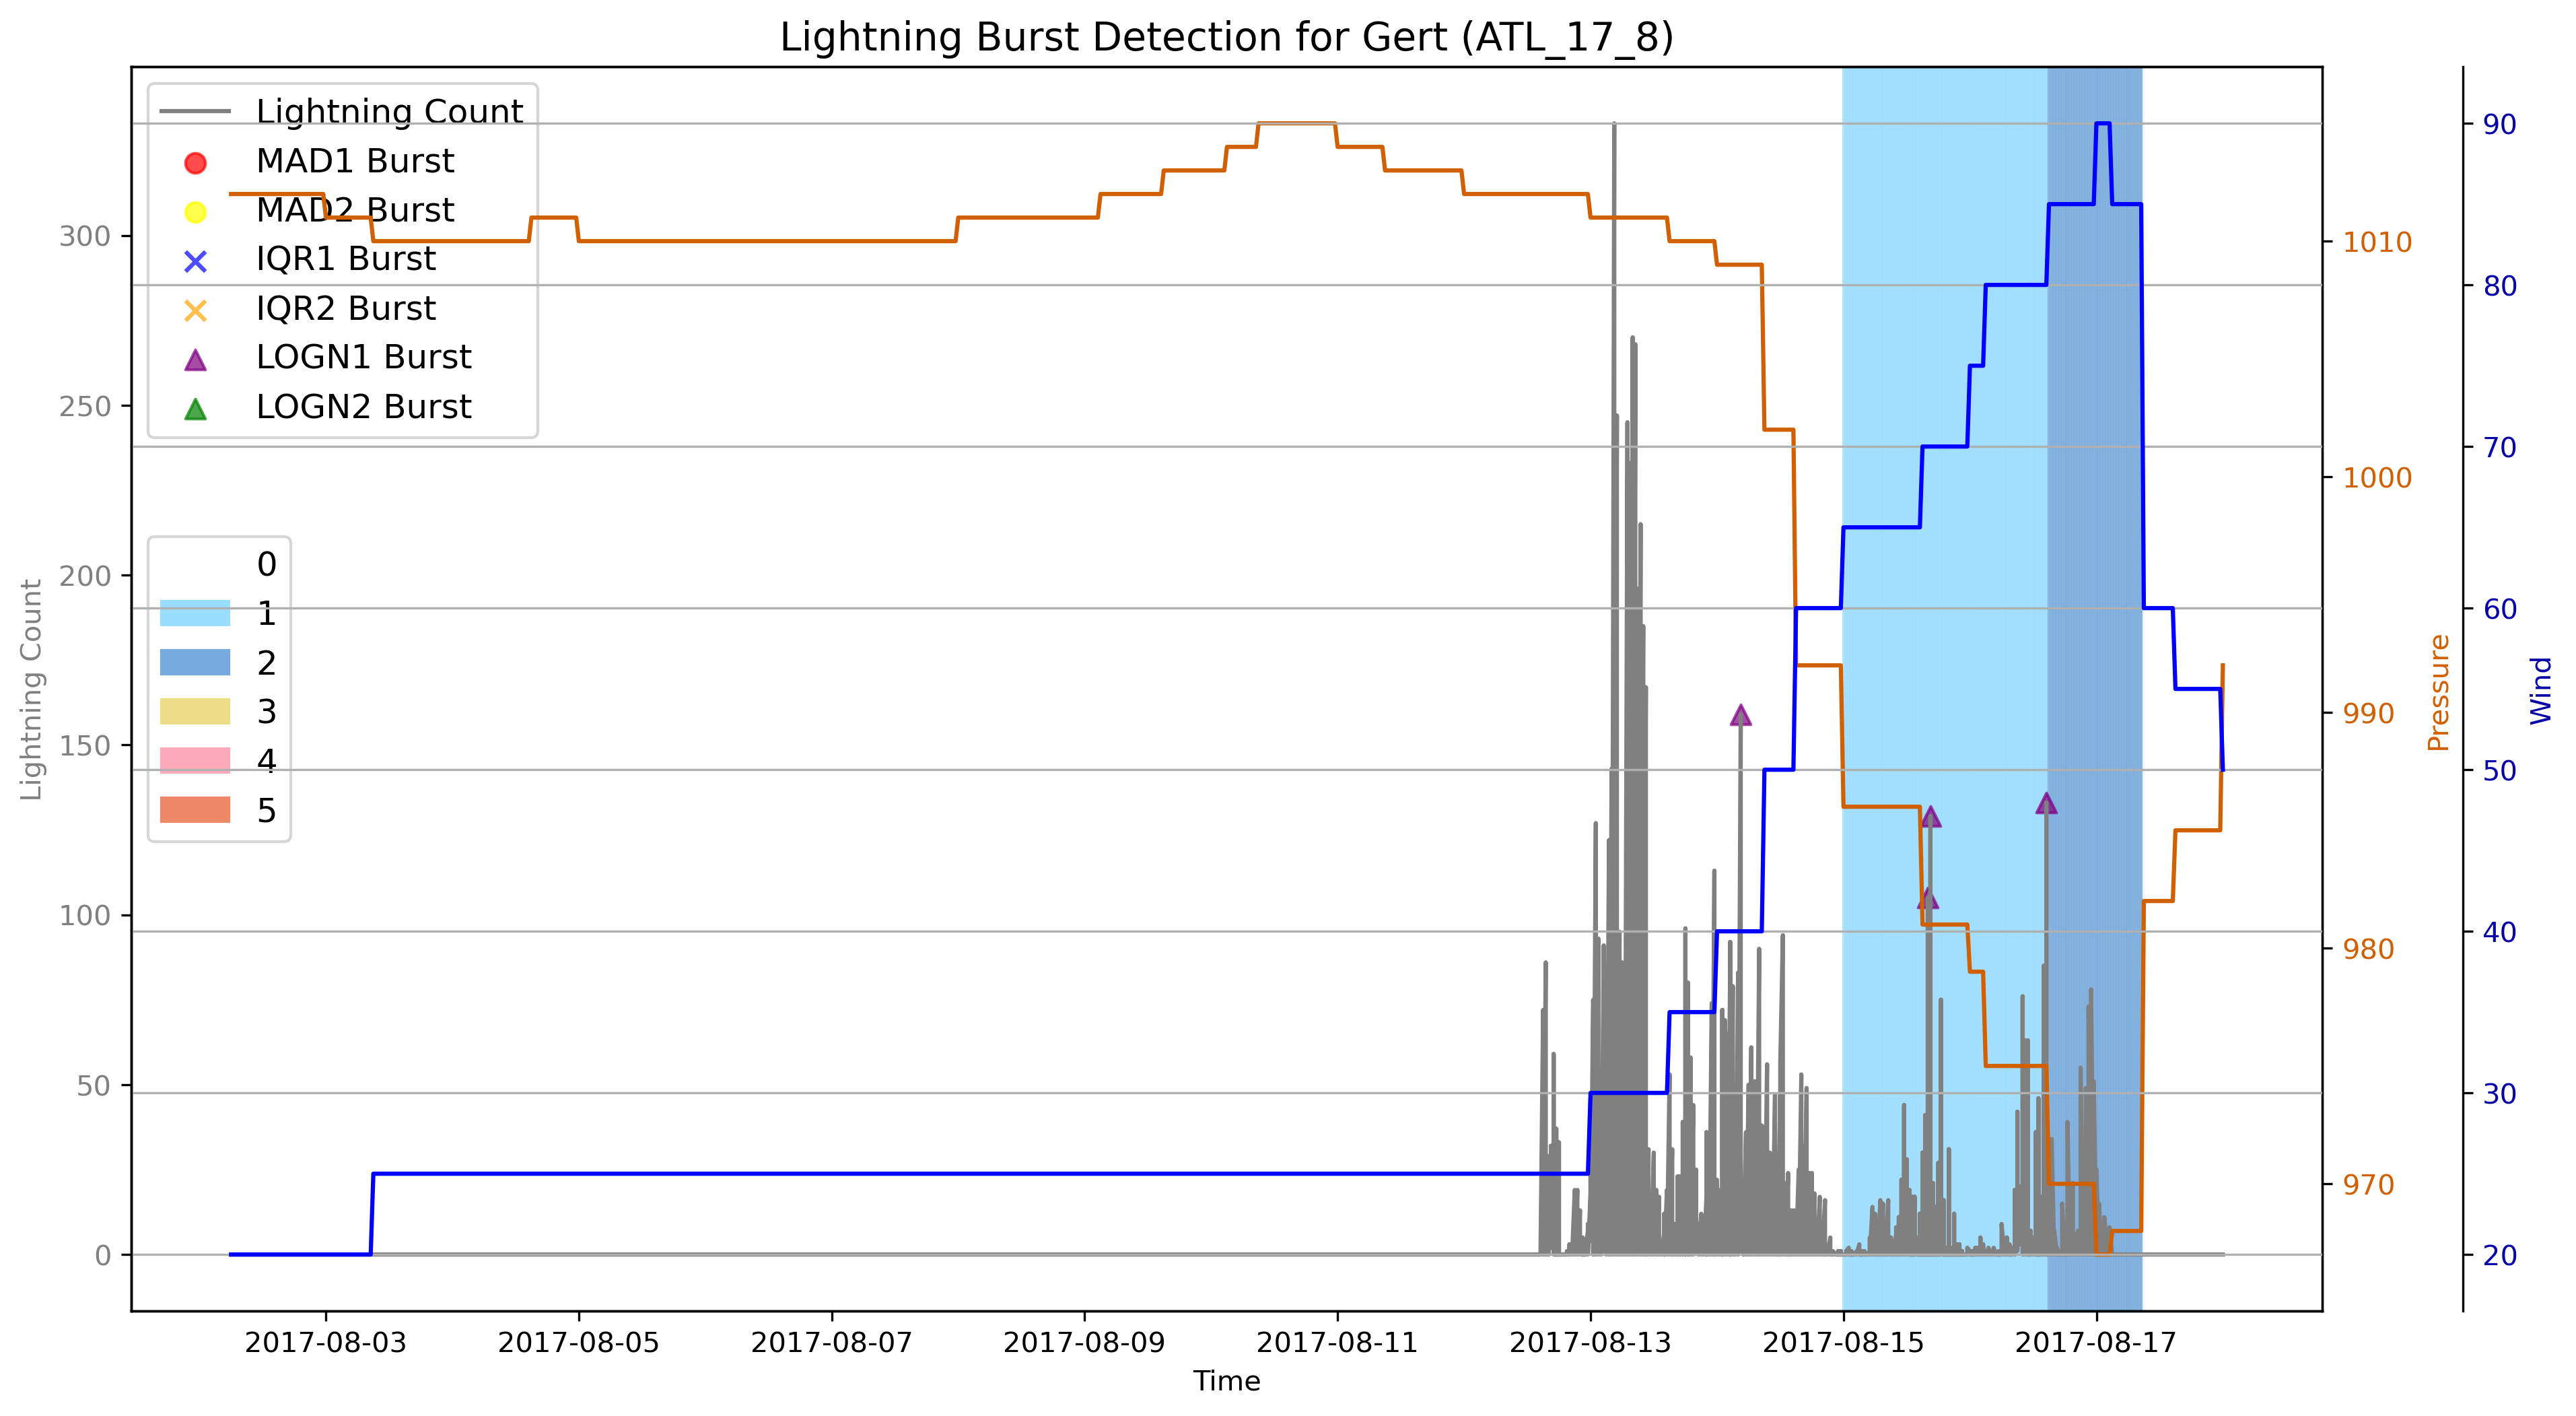 Lightning Burst Detection for Gert (ATL_17_8)
Lightning Count
MAD1 Burst
MAD2 Burst
IQR1 Burst
IQR2 Burst
LOGN1 Burst
LOGN2 Burst
0
1
2
3
4
5
Lightning Count
300
250
200
150
100
50
0
1010
1000
990
980
970
Pressure
90
80
70
60
50
40
30
20
Wind
2017-08-03
2017-08-05
2017-08-07
2017-08-09
2017-08-11
2017-08-13
2017-08-15
2017-08-17
Time